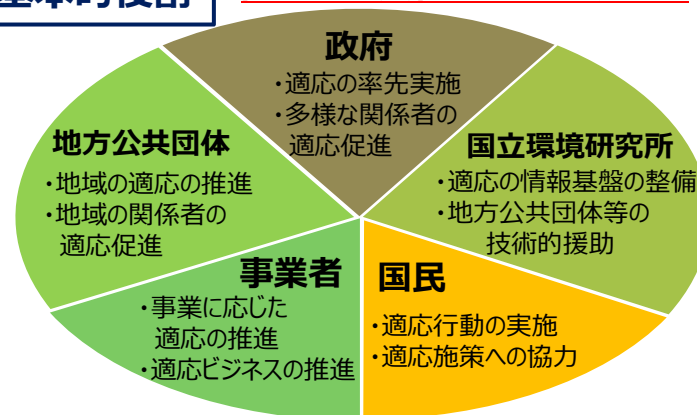 基本的役割
政府
・適応の率先実施
・多様な関係者の
適応促進
地方公共団体
・地域の適応の推進
・地域の関係者の
適応促進
国立環境研究所
・適応の情報基盤の整備
・地方公共団体等の
技術的援助
事業者
・事業に応じた
適応の推進
・適応ビジネスの推進
国民
・適応行動の実施
・適応施策への協力